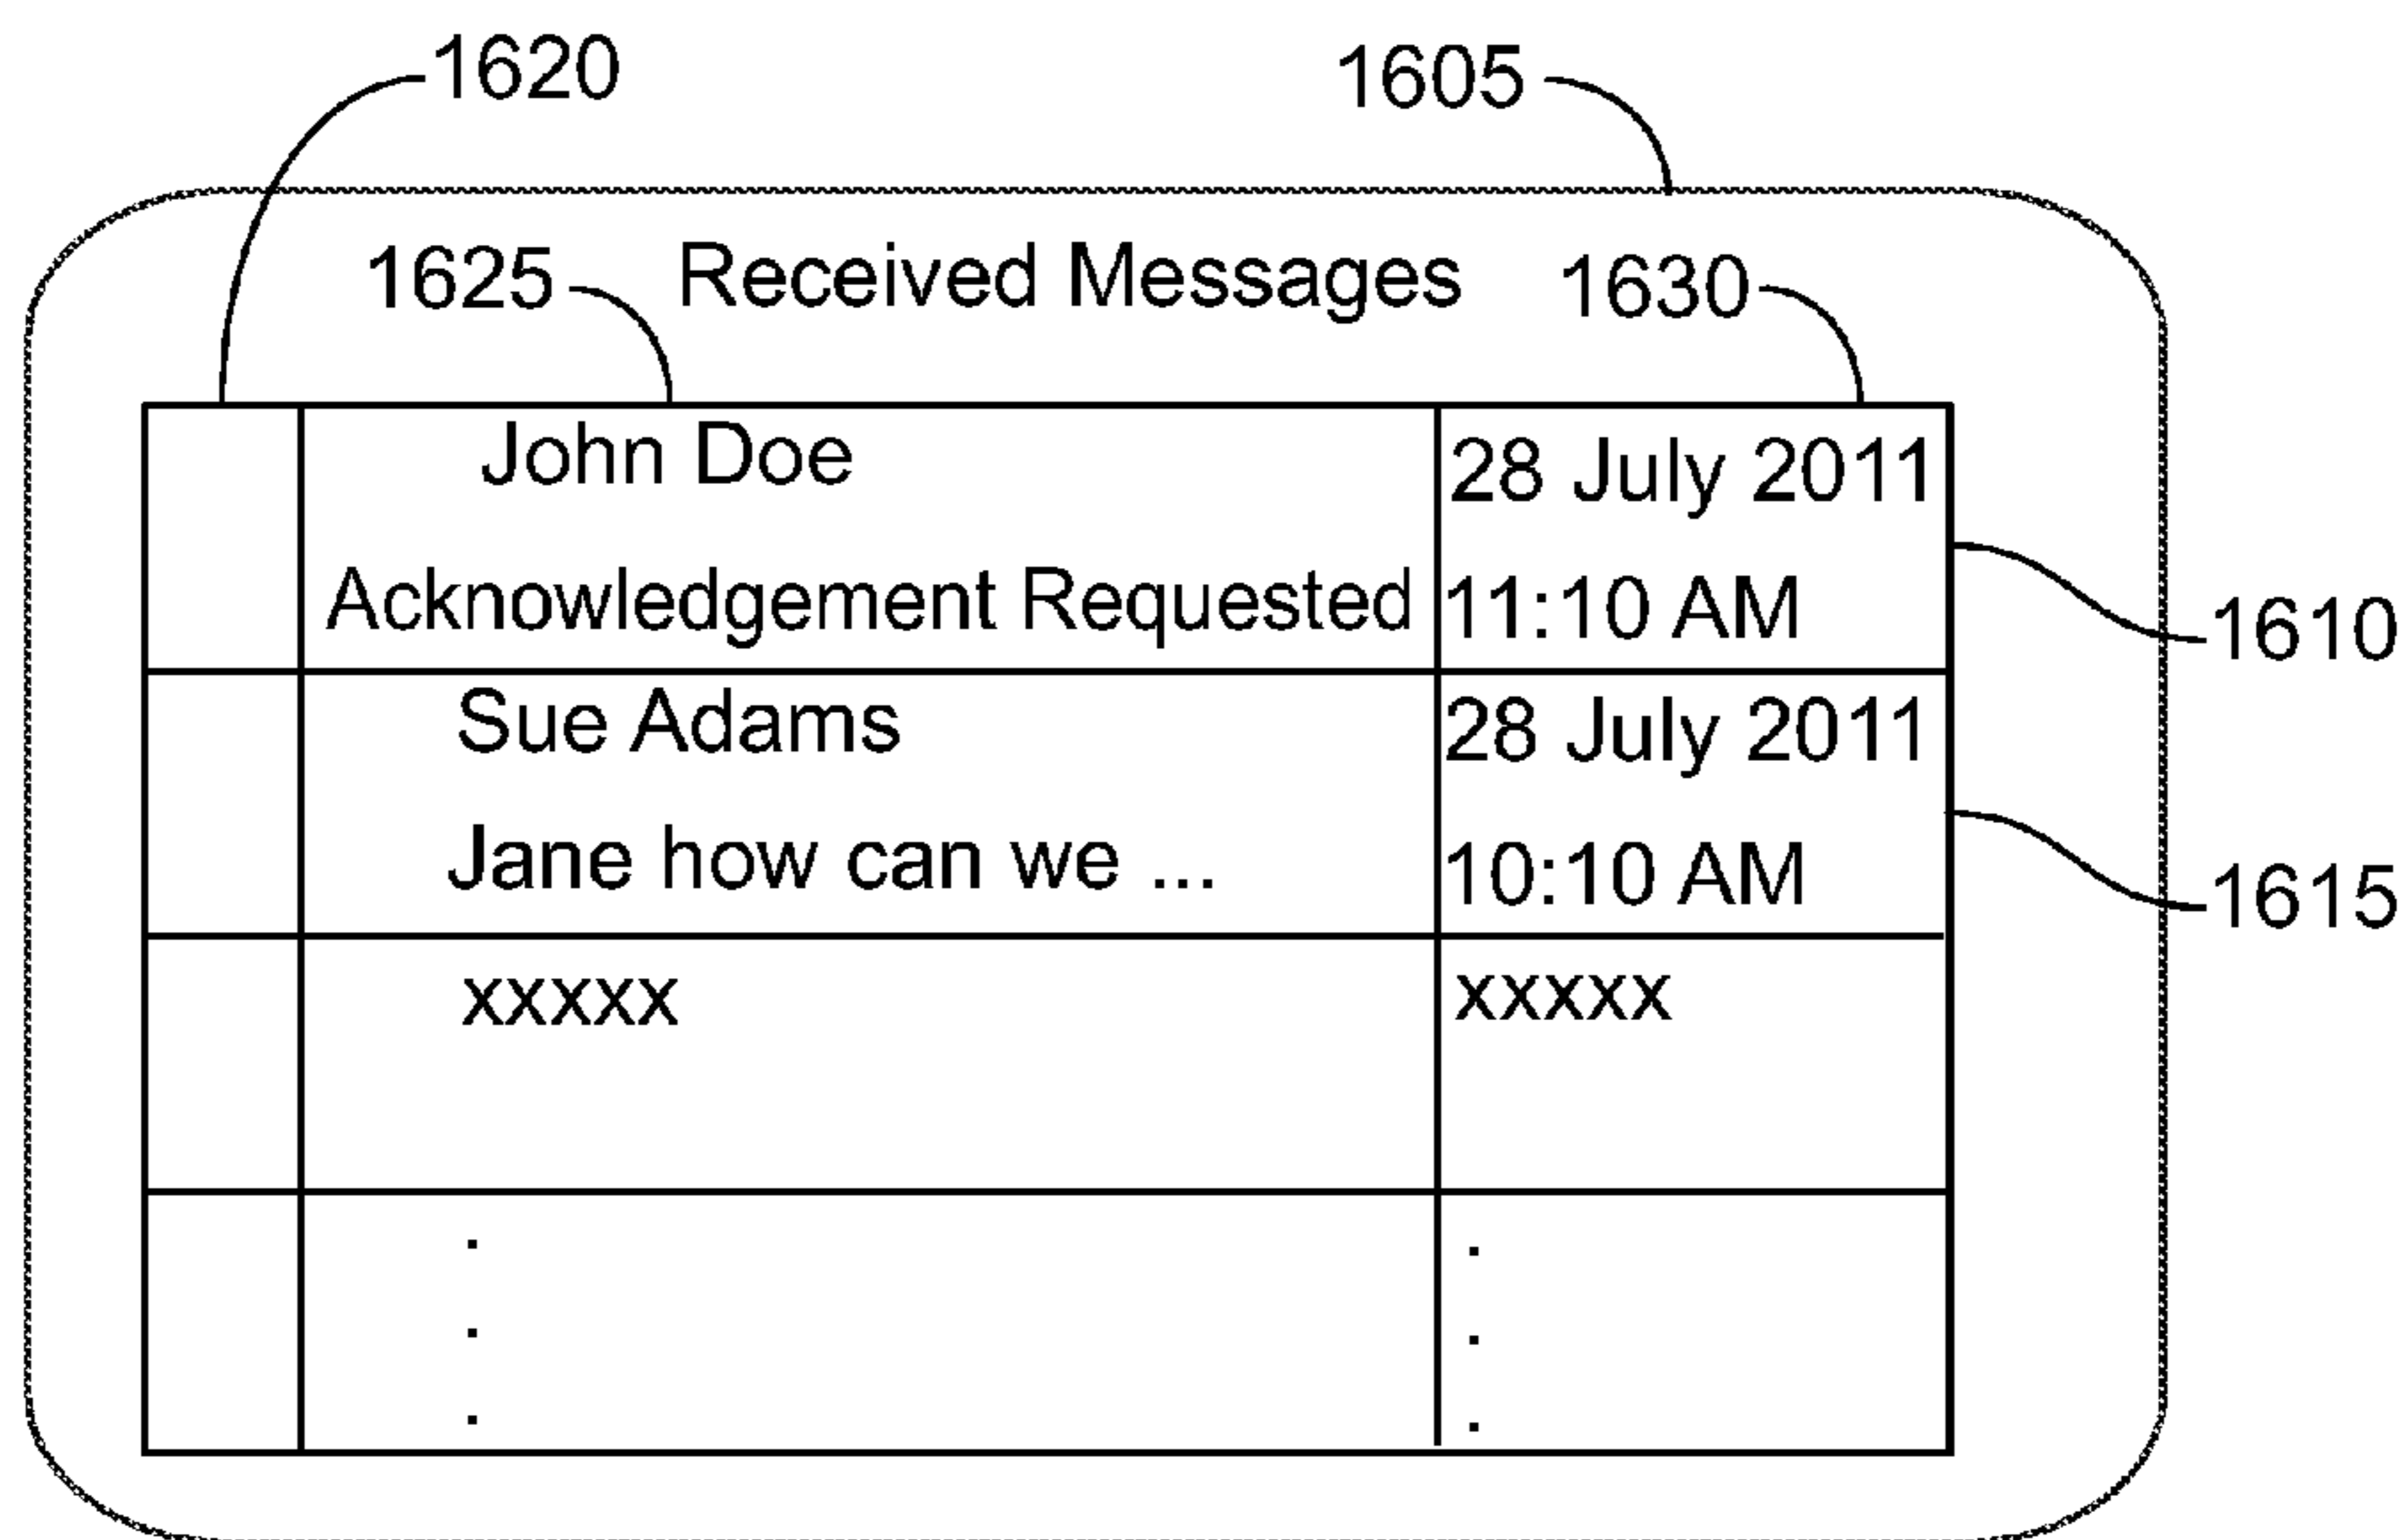 1620
1605
1625 Received Messages 1630
John Doe 28 July 2011
Acknowledgement Requested 11:10 AM
1610
Sue Adams 28 July 2011
Jane how can we ... 10:10 AM
1615
xxxxx xxxxx
. .
. .
. .